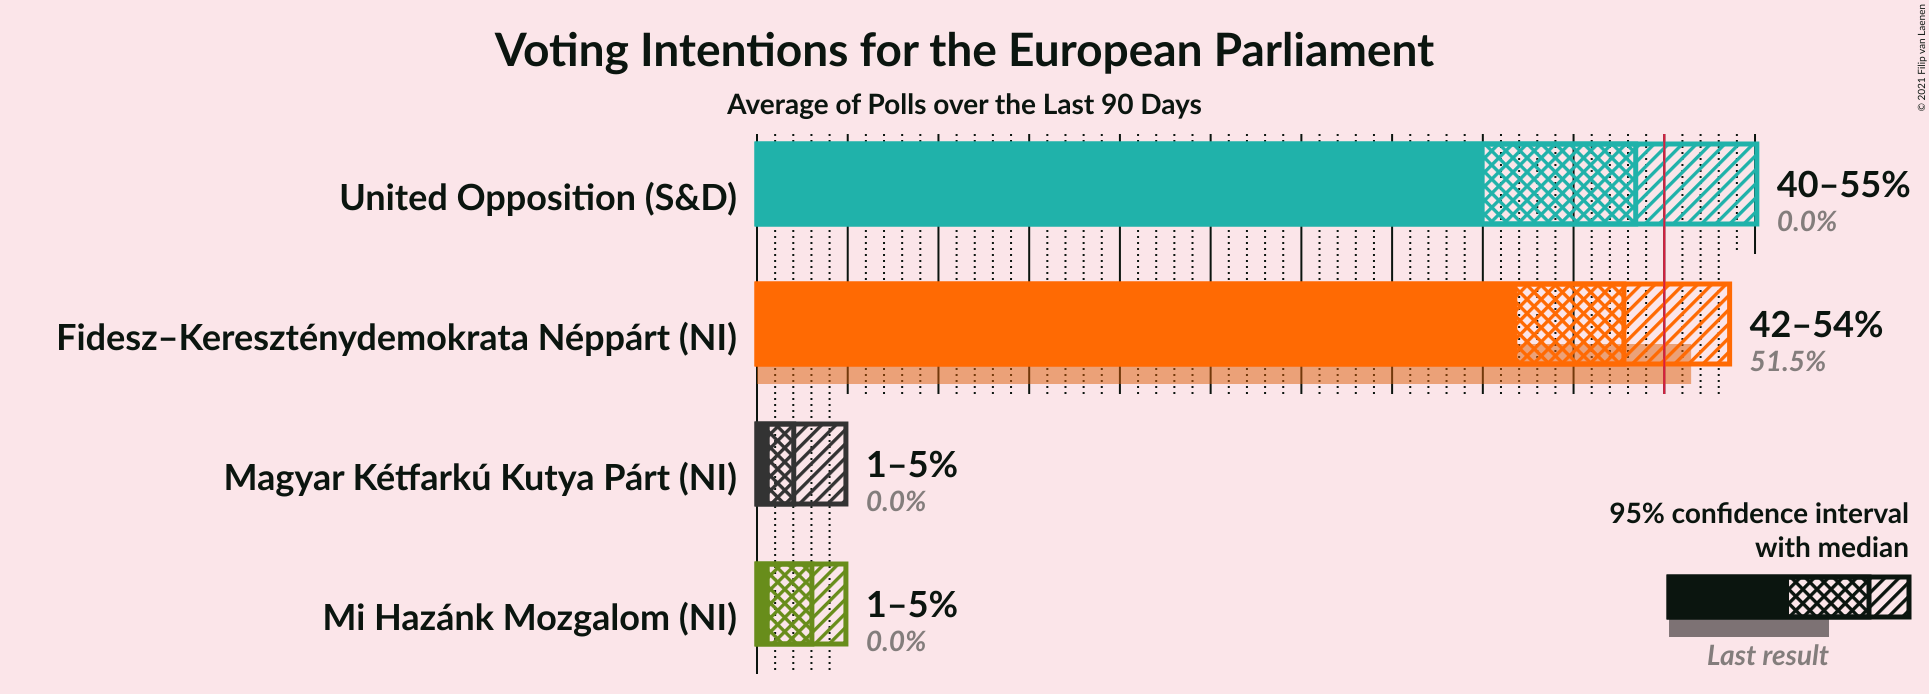 Voting Intentions for the European Parliament
Average of Polls over the Last 90 Days
© 2021 Filip van Laenen
United Opposition (S&D)
40–55%
0.0%
Fidesz–Kereszténydemokrata Néppárt (NI)
42–54%
51.5%
Magyar Kétfarkú Kutya Párt (NI)
1–5%
0.0%
Mi Hazánk Mozgalom (NI)
1–5%
0.0%
95% confidence interval
with median
Last result